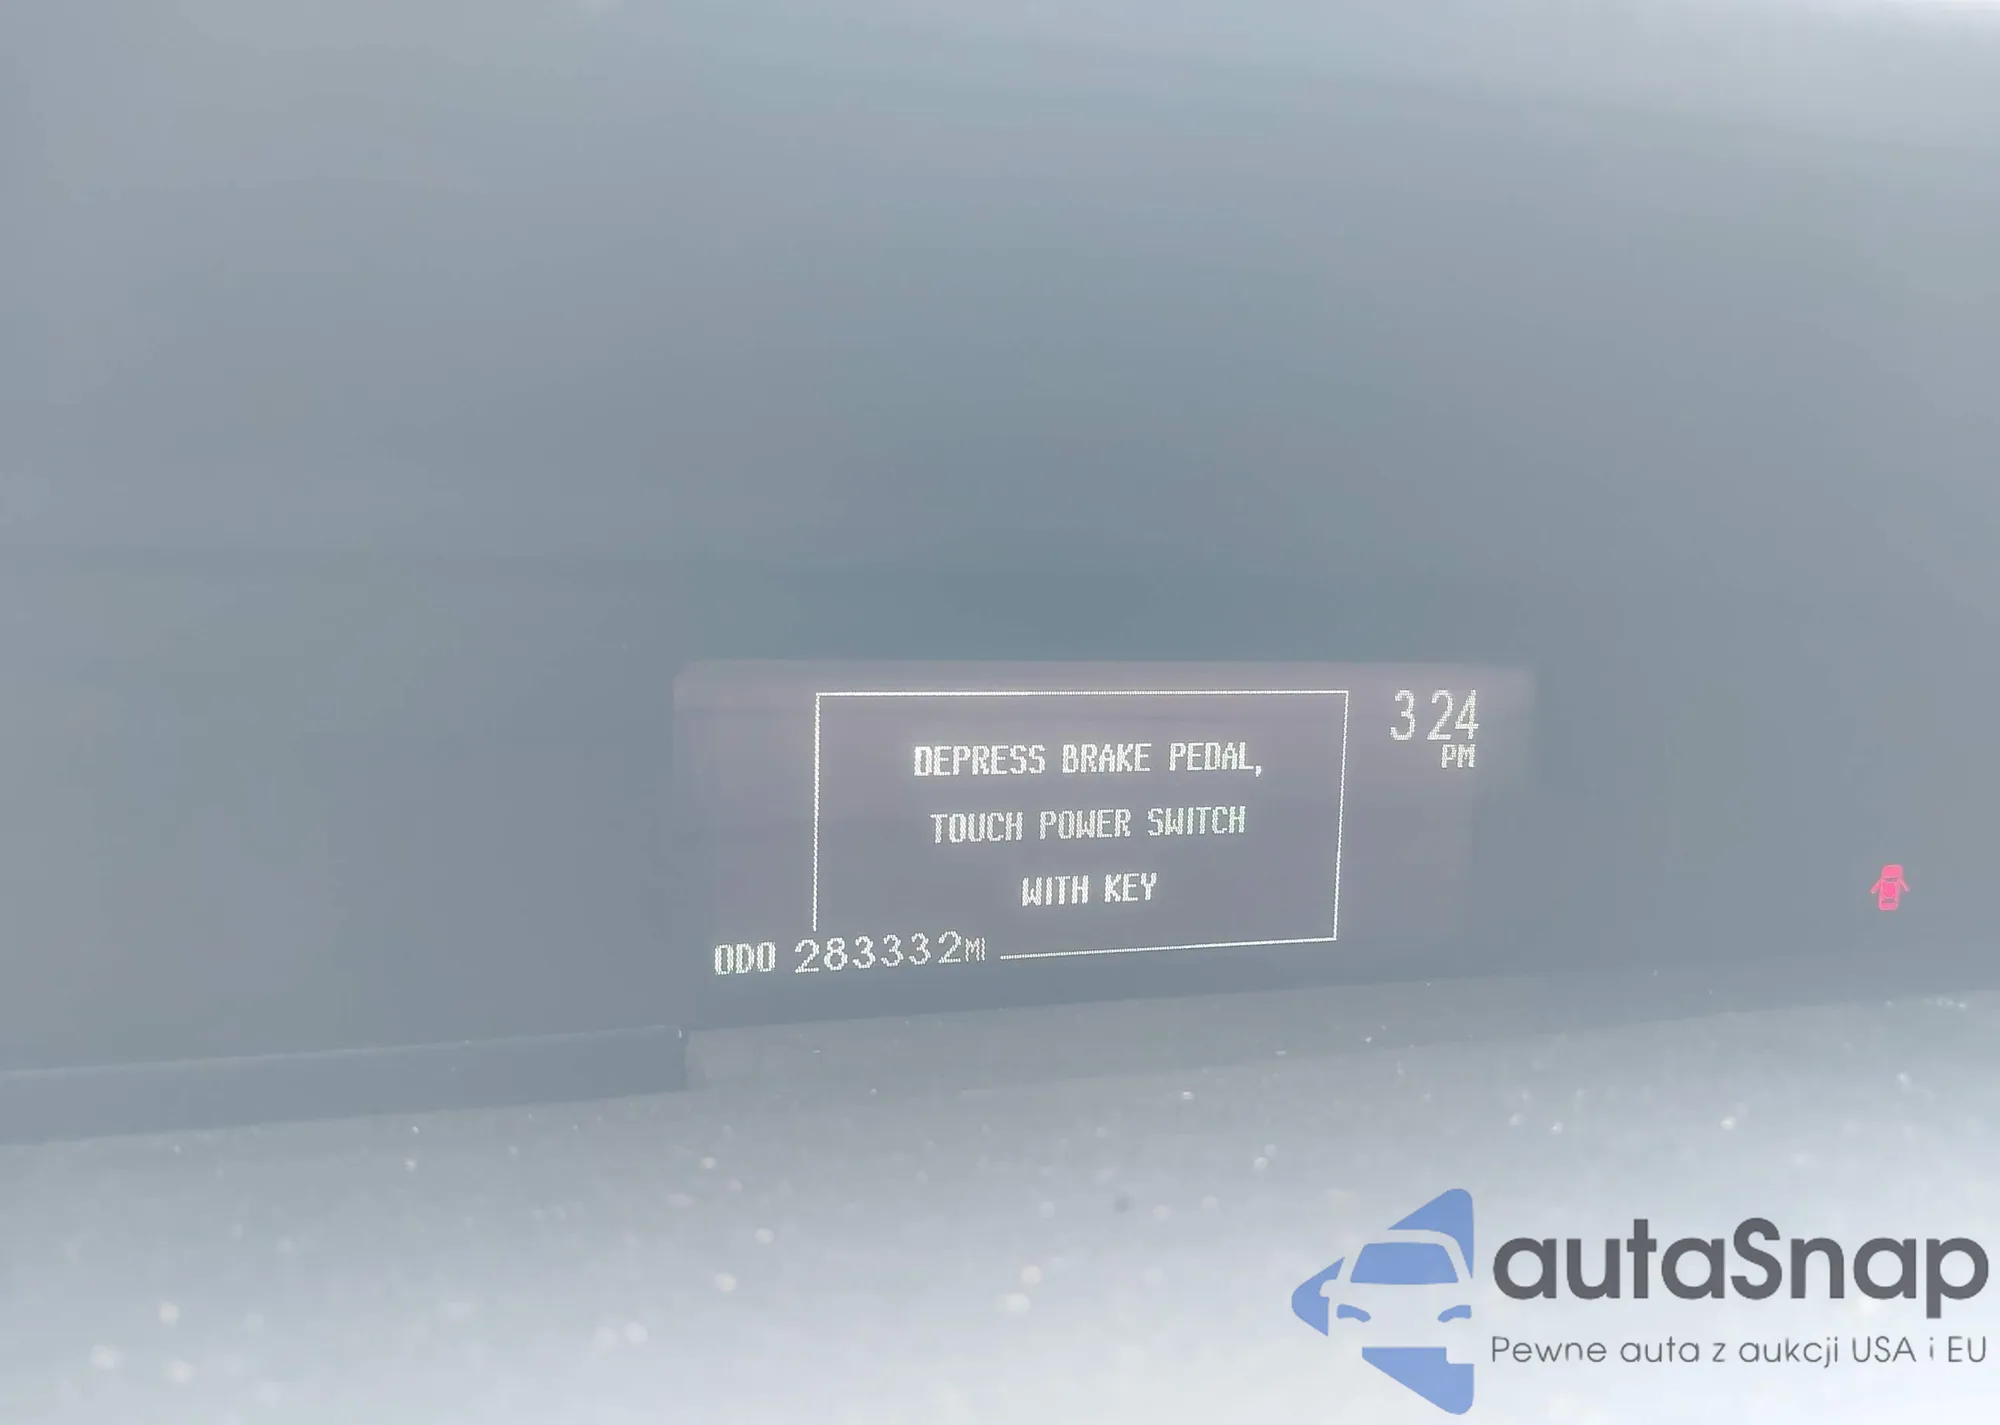 DEPRESS BRAKE PEDAL,
TOUCH POWER SWITCH
WITH KEY
3 24
PM
ODO 283332MI
autaSnap
Pewne auta z aukcji USA i EU